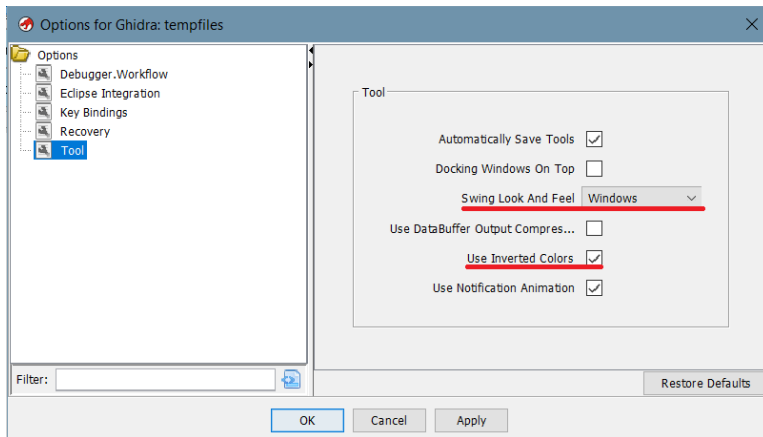 Options for Ghidra: tempfiles
Options
Debugger.Workflow
Eclipse Integration
Key Bindings
Recovery
Tool
Tool
Automatically Save Tools
Docking Windows On Top
Swing Look And Feel Windows
Use DataBuffer Output Compres...
Use Inverted Colors
Use Notification Animation
Filter:
Restore Defaults
OK Cancel Apply